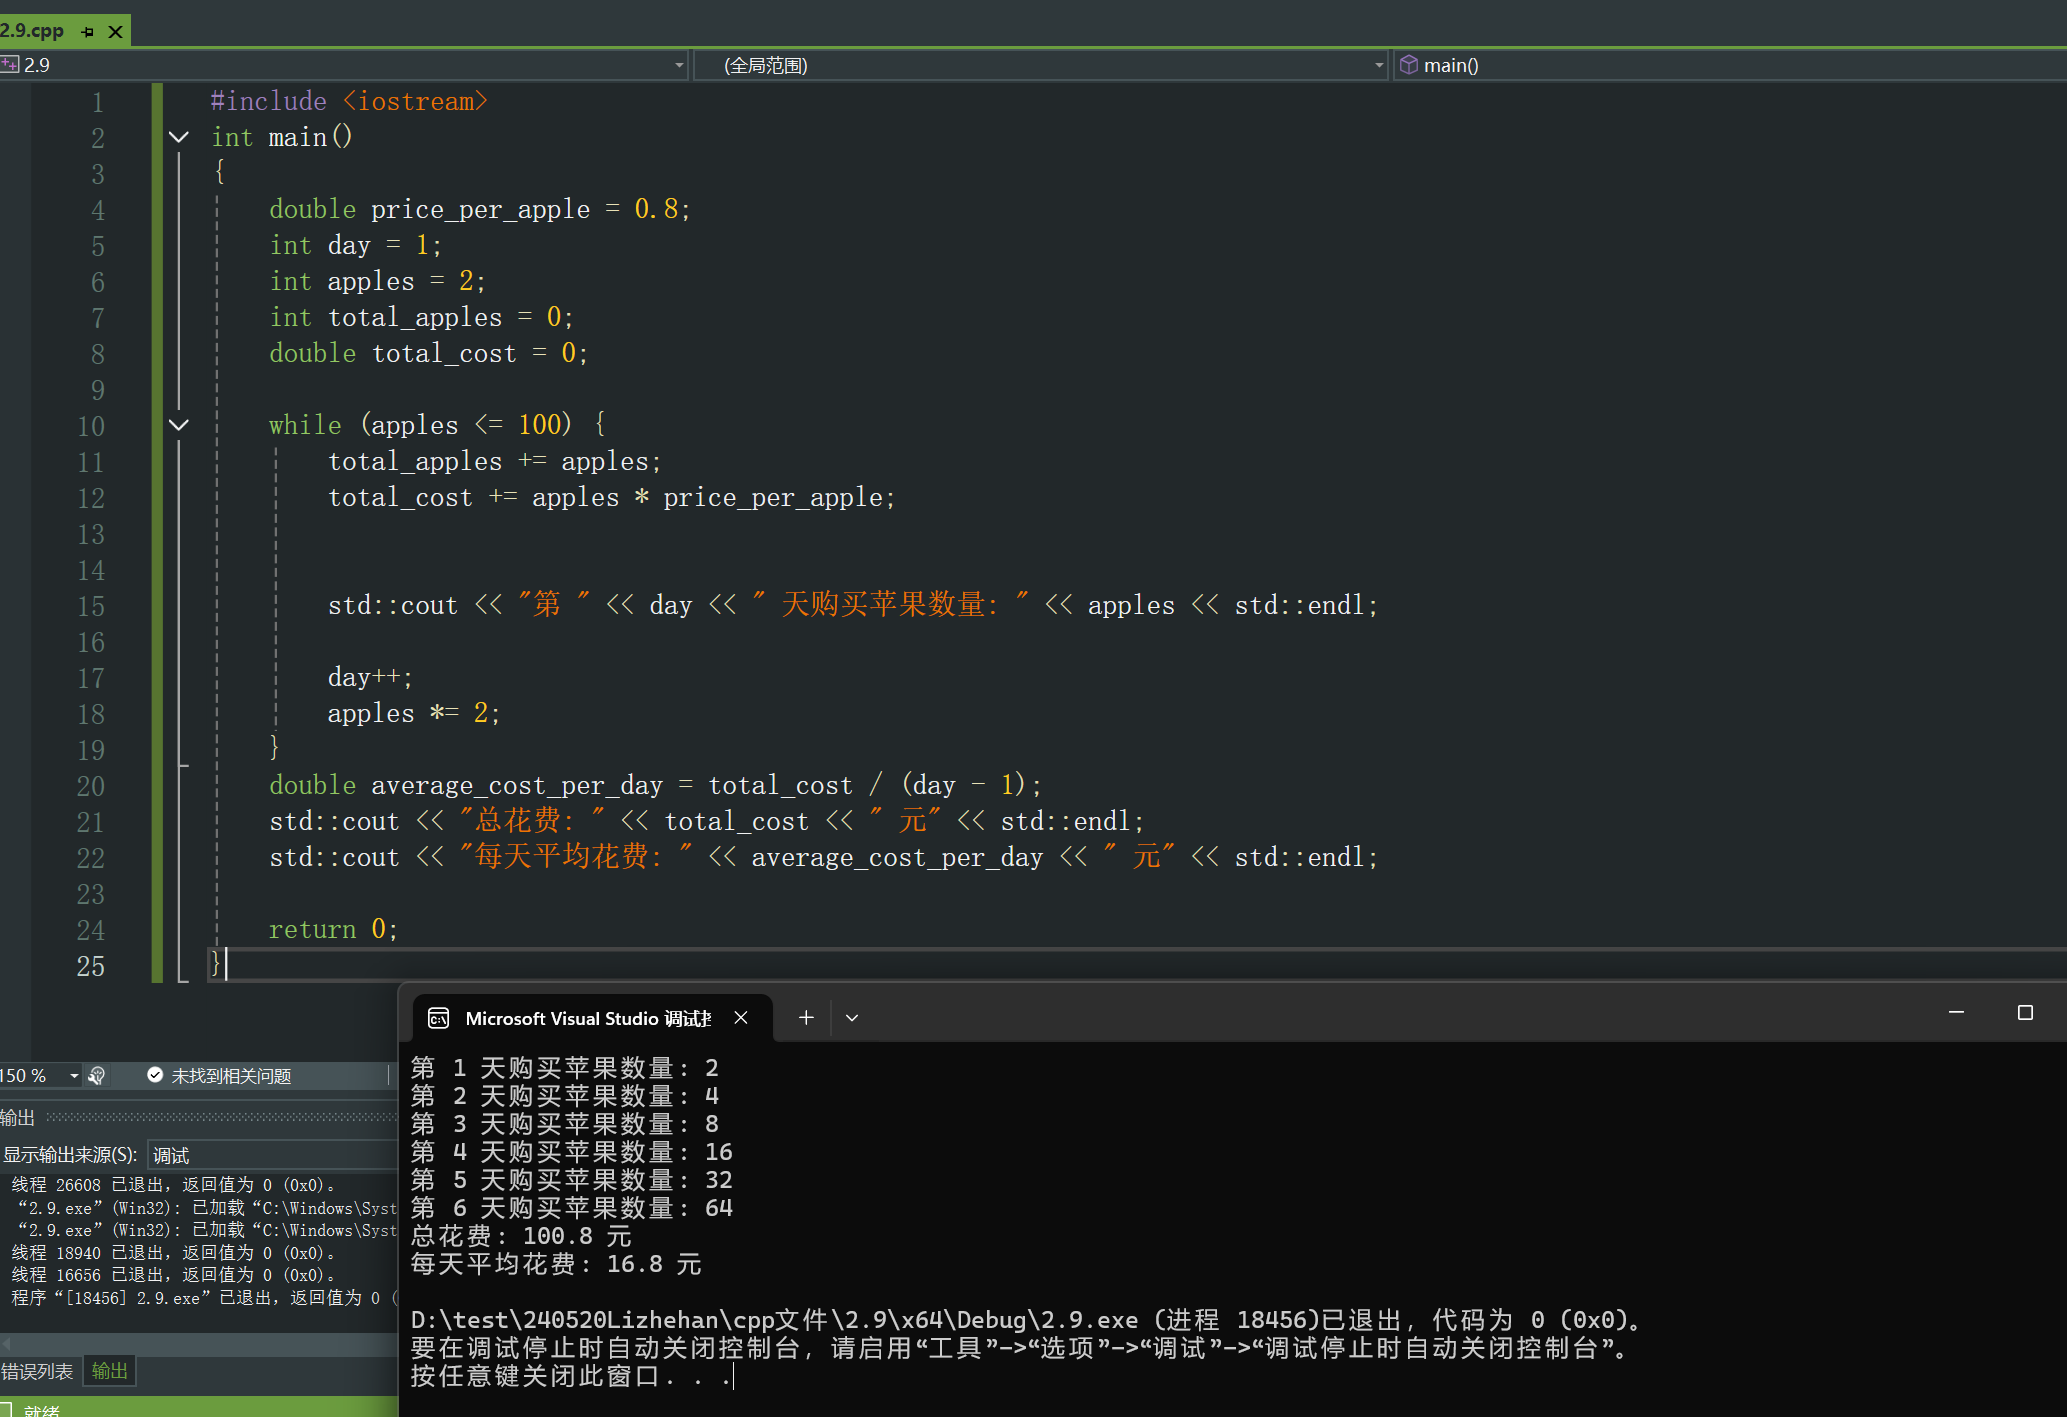 2.9.cpp
2.9 (全局范围) main()
1 #include <iostream>
2 int main()
3 {
4 double price_per_apple = 0.8;
5 int day = 1;
6 int apples = 2;
7 int total_apples = 0;
8 double total_cost = 0;
9
10 while (apples <= 100) {
11 total_apples += apples;
12 total_cost += apples * price_per_apple;
13
14
15 std::cout << "第 " << day << " 天购买苹果数量: " << apples << std::endl;
16
17 day++;
18 apples *= 2;
19 }
20 double average_cost_per_day = total_cost / (day - 1);
21 std::cout << "总花费: " << total_cost << " 元" << std::endl;
22 std::cout << "每天平均花费: " << average_cost_per_day << " 元" << std::endl;
23
24 return 0;
25 }
150 % 未找到相关问题
输出
显示输出来源(S): 调试
线程 26608 已退出，返回值为 0 (0x0)。
“2.9.exe”(Win32): 已加载“C:\Windows\Syst
“2.9.exe”(Win32): 已加载“C:\Windows\Syst
线程 18940 已退出，返回值为 0 (0x0)。
线程 16656 已退出，返回值为 0 (0x0)。
程序“[18456] 2.9.exe”已退出，返回值为 0 (
错误列表 输出
就绪
Microsoft Visual Studio 调试
第 1 天购买苹果数量: 2
第 2 天购买苹果数量: 4
第 3 天购买苹果数量: 8
第 4 天购买苹果数量: 16
第 5 天购买苹果数量: 32
第 6 天购买苹果数量: 64
总花费: 100.8 元
每天平均花费: 16.8 元
D:\test\240520Lizhehan\cpp文件\2.9\x64\Debug\2.9.exe (进程 18456)已退出，代码为 0 (0x0)。
要在调试停止时自动关闭控制台，请启用“工具”->“选项”->“调试”->“调试停止时自动关闭控制台”。
按任意键关闭此窗口. . .